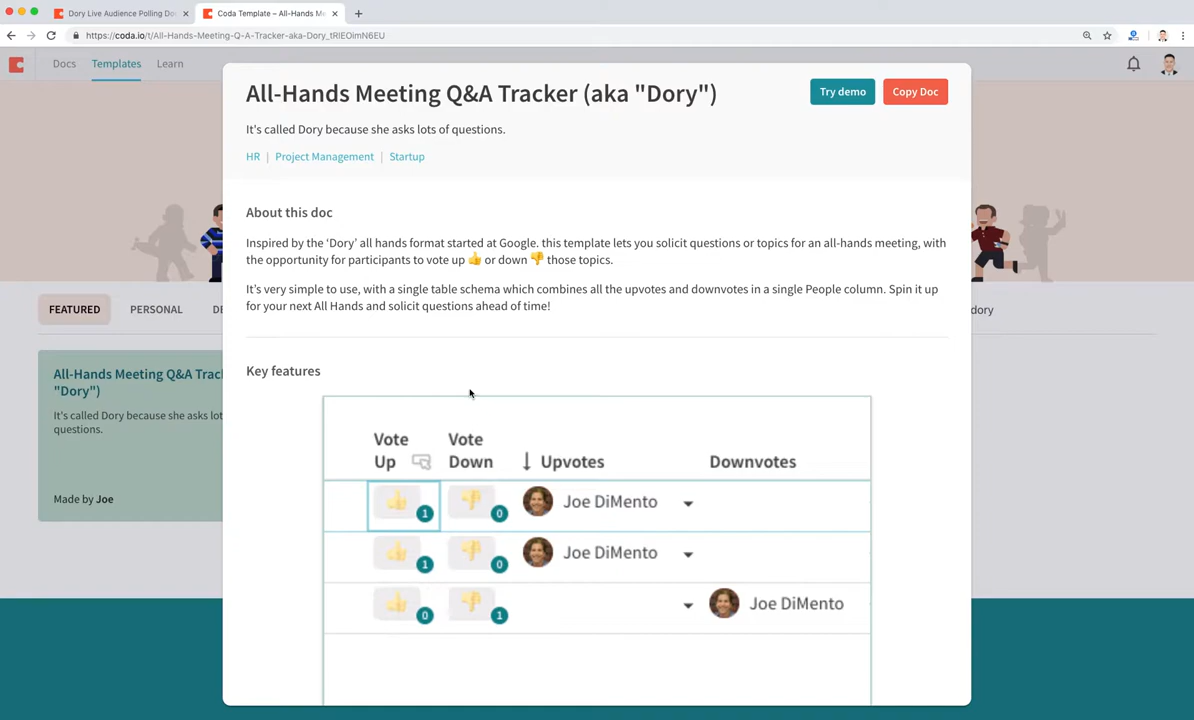 Dory Live Audience Polling Do
Coda Template – All-Hands Me
https://coda.io/t/All-Hands-Meeting-Q-A-Tracker-aka-Dory_tRIEOimN6EU
Docs
Templates
Learn
All-Hands Meeting Q&A Tracker (aka "Dory")
Try demo
Copy Doc
It's called Dory because she asks lots of questions.
HR | Project Management | Startup
About this doc
Inspired by the ‘Dory’ all hands format started at Google. this template lets you solicit questions or topics for an all-hands meeting, with
the opportunity for participants to vote up 👍 or down 👎 those topics.
It’s very simple to use, with a single table schema which combines all the upvotes and downvotes in a single People column. Spin it up
for your next All Hands and solicit questions ahead of time!
FEATURED
PERSONAL
DE
dory
All-Hands Meeting Q&A Trac
"Dory")
It's called Dory because she asks lot
questions.
Made by Joe
Key features
Vote Up
Vote Down
↓ Upvotes
Downvotes
1 0 Joe DiMento
1 0 Joe DiMento
0 1 Joe DiMento